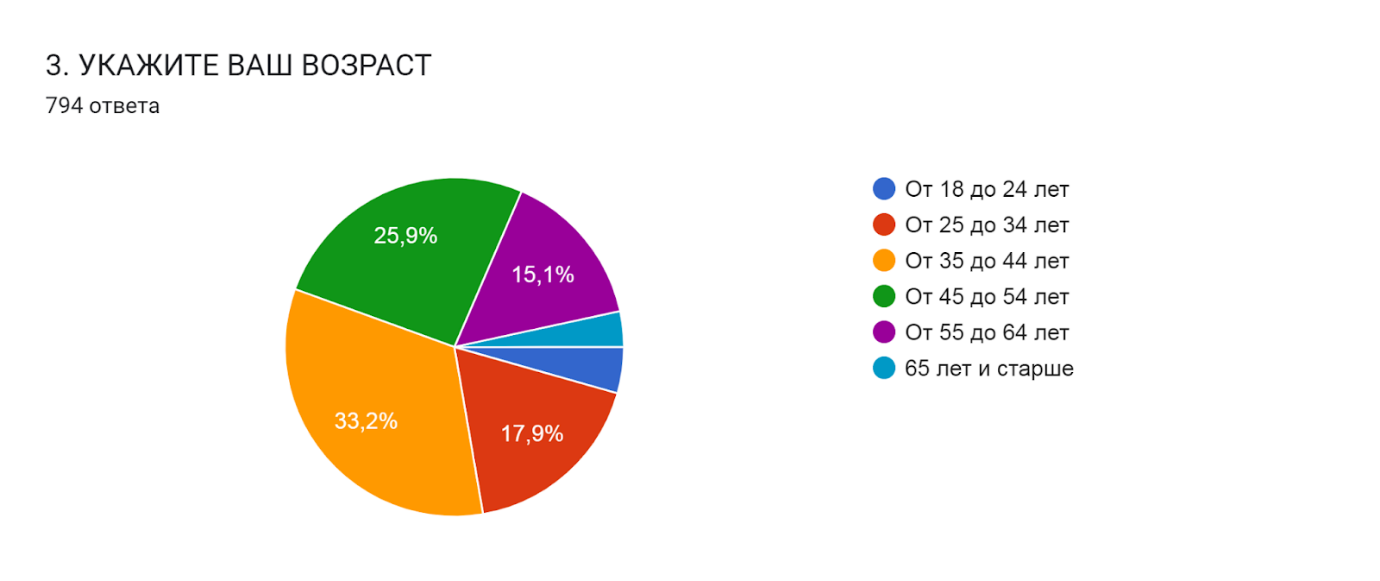 3. УКАЖИТЕ ВАШ ВОЗРАСТ
794 ответа
25,9%
15,1%
33,2%
17,9%
От 18 до 24 лет
От 25 до 34 лет
От 35 до 44 лет
От 45 до 54 лет
От 55 до 64 лет
65 лет и старше